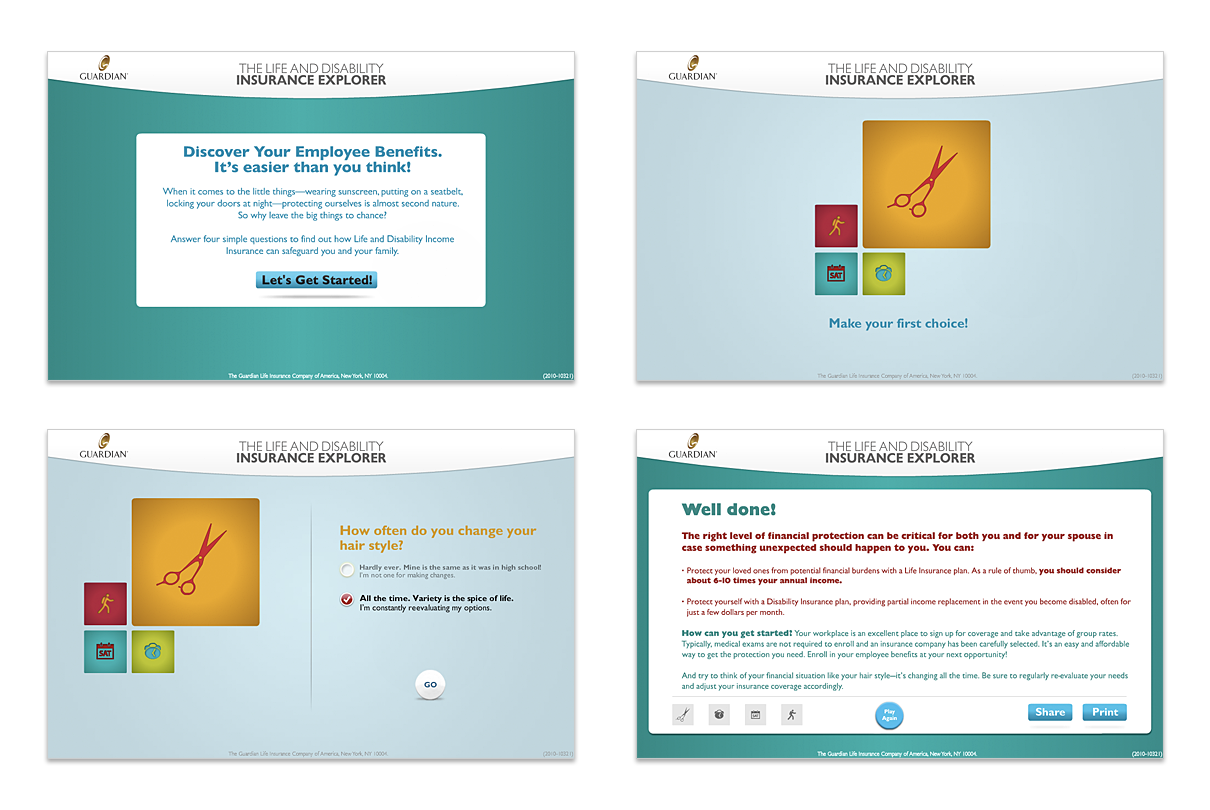 GUARDIAN®
THE LIFE AND DISABILITY
INSURANCE EXPLORER
Discover Your Employee Benefits.
It's easier than you think!
When it comes to the little things—wearing sunscreen, putting on a seatbelt,
locking your doors at night—protecting ourselves is almost second nature.
So why leave the big things to chance?
Answer four simple questions to find out how Life and Disability Income
Insurance can safeguard you and your family.
Let's Get Started!
The Guardian Life Insurance Company of America, New York, NY 10004.
(2010-10321)
GUARDIAN®
THE LIFE AND DISABILITY
INSURANCE EXPLORER
SAT
Make your first choice!
The Guardian Life Insurance Company of America, New York, NY 10004.
(2010-10321)
GUARDIAN®
THE LIFE AND DISABILITY
INSURANCE EXPLORER
SAT
How often do you change your
hair style?
Hardly ever. Mine is the same as it was in high school!
I'm not one for making changes.
All the time. Variety is the spice of life.
I'm constantly reevaluating my options.
GO
The Guardian Life Insurance Company of America, New York, NY 10004.
(2010-10321)
GUARDIAN®
THE LIFE AND DISABILITY
INSURANCE EXPLORER
Well done!
The right level of financial protection can be critical for both you and for your spouse in
case something unexpected should happen to you. You can:
• Protect your loved ones from potential financial burdens with a Life Insurance plan. As a rule of thumb, you should consider
about 6-10 times your annual income.
• Protect yourself with a Disability Insurance plan, providing partial income replacement in the event you become disabled, often for
just a few dollars per month.
How can you get started? Your workplace is an excellent place to sign up for coverage and take advantage of group rates.
Typically, medical exams are not required to enroll and an insurance company has been carefully selected. It's an easy and affordable
way to get the protection you need. Enroll in your employee benefits at your next opportunity!
And try to think of your financial situation like your hair style—it's changing all the time. Be sure to regularly re-evaluate your needs
and adjust your insurance coverage accordingly.
Play
Again
Share
Print
The Guardian Life Insurance Company of America, New York, NY 10004.
(2010-10321)